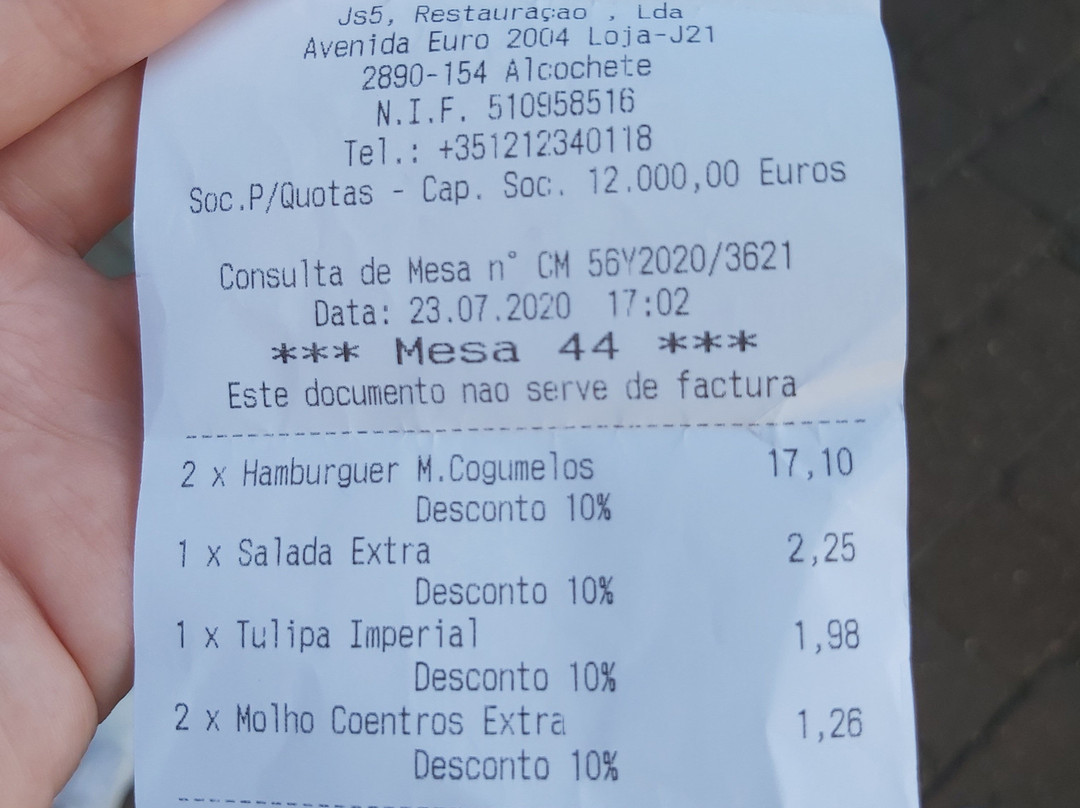 Js5, Restauraçao , Lda
Avenida Euro 2004 Loja-J21
2890-154 Alcochete
N.I.F. 510958516
Tel.: +351212340118
Soc.P/Quotas - Cap. Soc. 12.000,00 Euros
Consulta de Mesa n° CM 56Y2020/3621
Data: 23.07.2020 17:02
*** Mesa 44 ***
Este documento nao serve de factura
2 x Hamburguer M.Cogumelos 17,10
Desconto 10%
1 x Salada Extra 2,25
Desconto 10%
1 x Tulipa Imperial 1,98
Desconto 10%
2 x Molho Coentros Extra 1,26
Desconto 10%